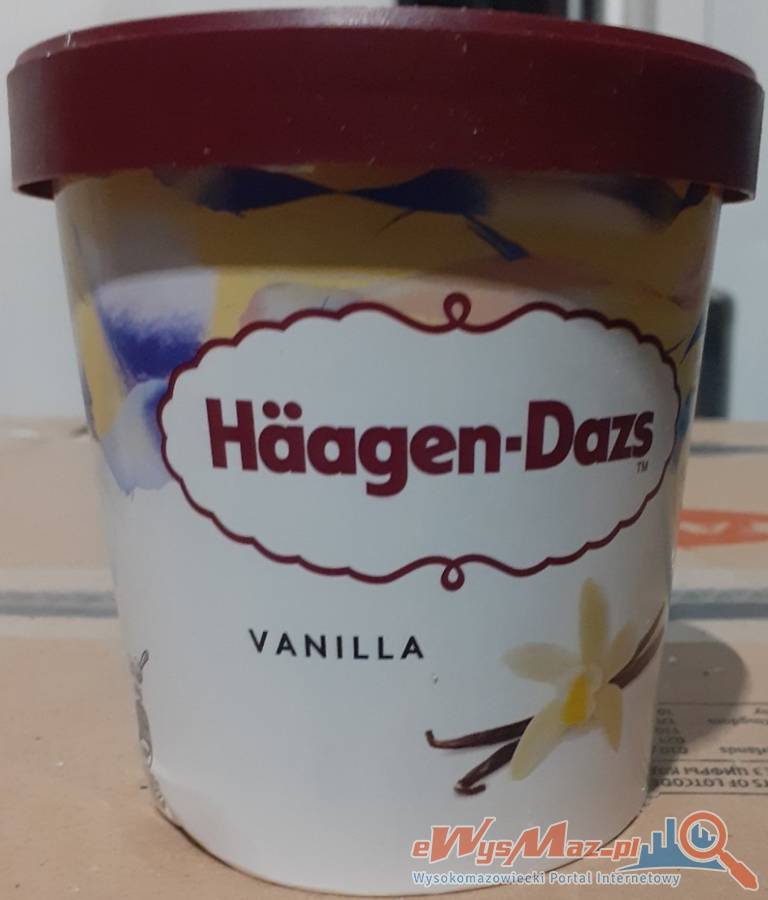 Häagen-Dazs
TM
VANILLA
eWysMaz.pl
Wysokomazowiecki Portal Internetowy